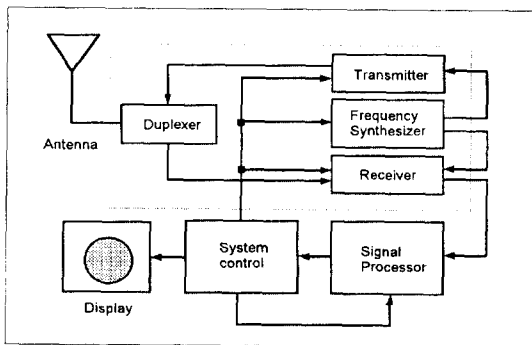 Transmitter
Frequency
Synthesizer
Duplexer
Antenna
Receiver
System
control
Signal
Processor
Display